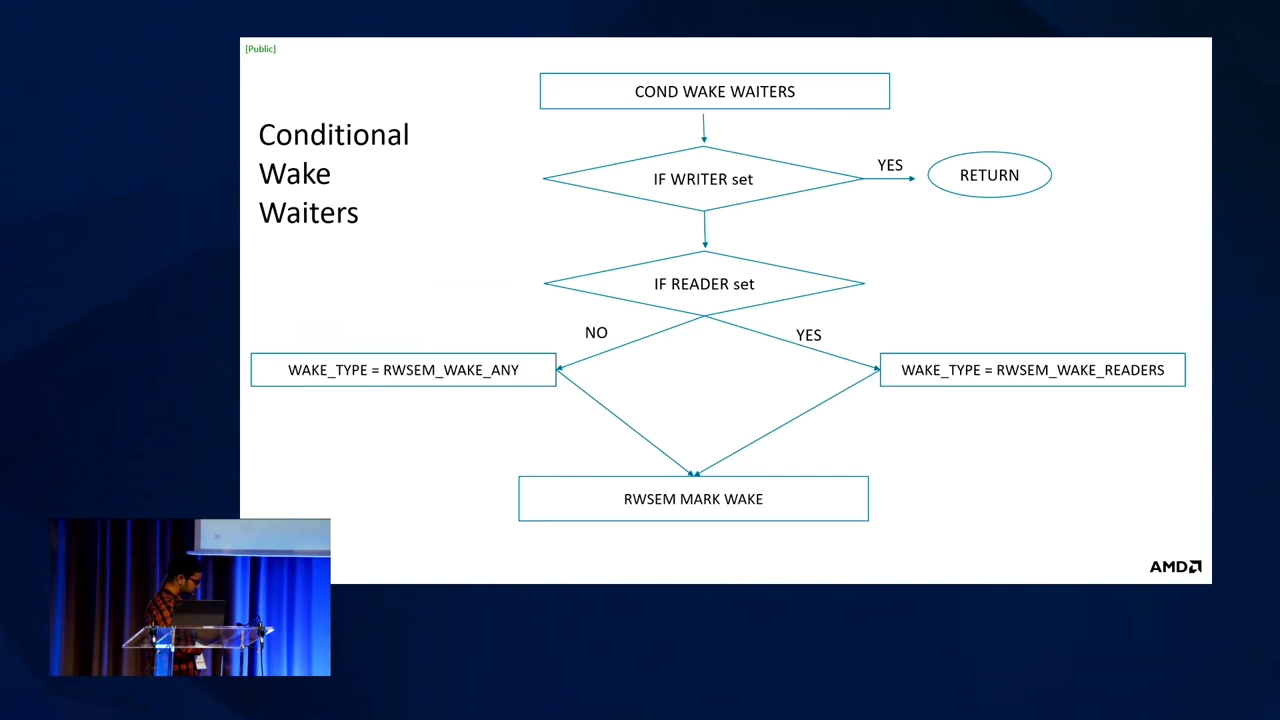 [Public]
COND WAKE WAITERS
Conditional
Wake
Waiters
IF WRITER set
YES
RETURN
IF READER set
NO
YES
WAKE_TYPE = RWSEM_WAKE_ANY
WAKE_TYPE = RWSEM_WAKE_READERS
RWSEM MARK WAKE
AMD